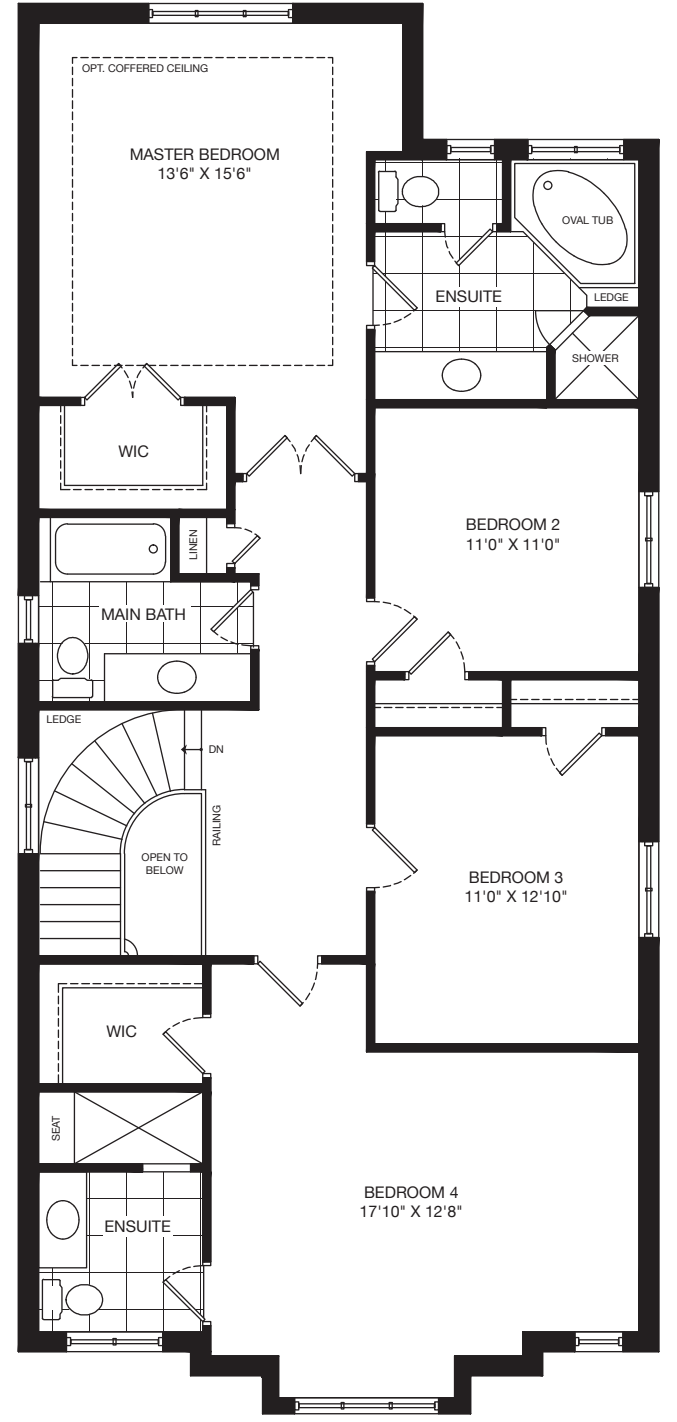 OPT. COFFERED CEILING
MASTER BEDROOM
13'6" X 15'6"
OVAL TUB
ENSUITE
LEDGE
SHOWER
WIC
BEDROOM 2
11'0" X 11'0"
LINEN
MAIN BATH
LEDGE
DN
RAILING
OPEN TO
BELOW
BEDROOM 3
11'0" X 12'10"
WIC
SEAT
BEDROOM 4
17'10" X 12'8"
ENSUITE